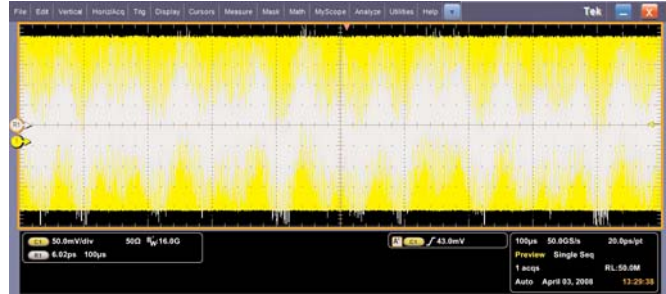 File Edit Vertical Horiz/Acq Trig Display Cursors Measure Mask Math MyScope Analyze Utilities Help Tek
R1
1
C1 50.0mV/div 50Ω BW:16.0G
R1 6.02ps 100µs
A' C1 43.0mV
100µs 50.0GS/s 20.0ps/pt
Preview Single Seq
1 acqs RL:50.0M
Auto April 03, 2008 13:29:38